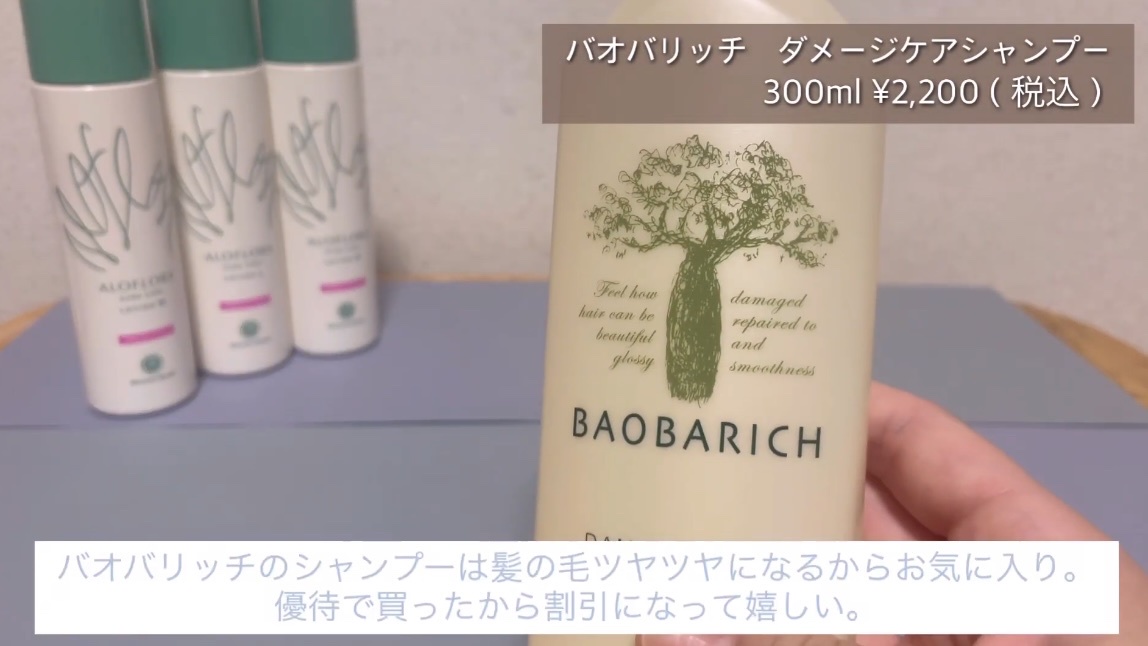 バオバリッチ　ダメージケアシャンプー
300ml ¥2,200 ( 税込 )
ALOFLORA
Feel how damaged
hair can be repaired to
beautiful and
glossy smoothness
BAOBARICH
バオバリッチのシャンプーは髪の毛ツヤツヤになるからお気に入り。
優待で買ったから割引になって嬉しい。